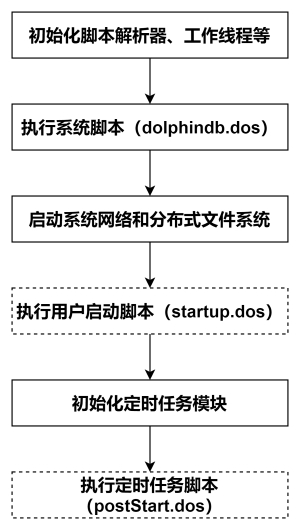 初始化脚本解析器、工作线程等
执行系统脚本（dolphindb.dos）
启动系统网络和分布式文件系统
执行用户启动脚本（startup.dos）
初始化定时任务模块
执行定时任务脚本
（postStart.dos）